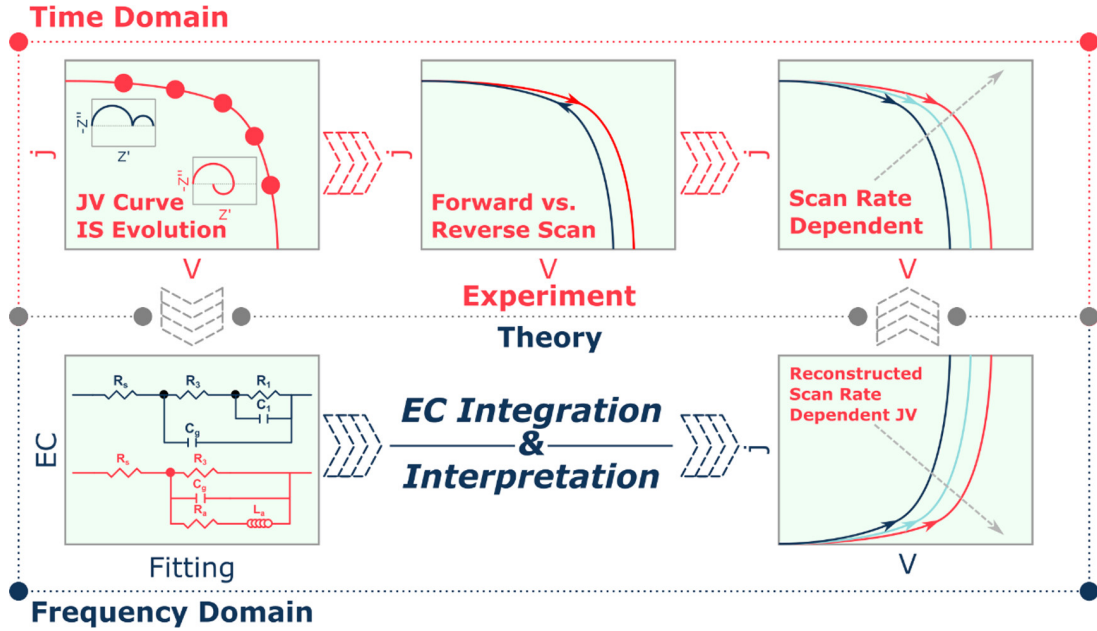 Time Domain
-Z''
Z'
-Z''
Z'
JV Curve
IS Evolution
j
V
Forward vs.
Reverse Scan
j
V
Scan Rate
Dependent
j
V
Experiment
Theory
Rs
R3
R1
C1
Cg
Rs
R3
Cg
Ra
La
EC
Fitting
EC Integration
&
Interpretation
Reconstructed
Scan Rate
Dependent JV
j
V
Frequency Domain